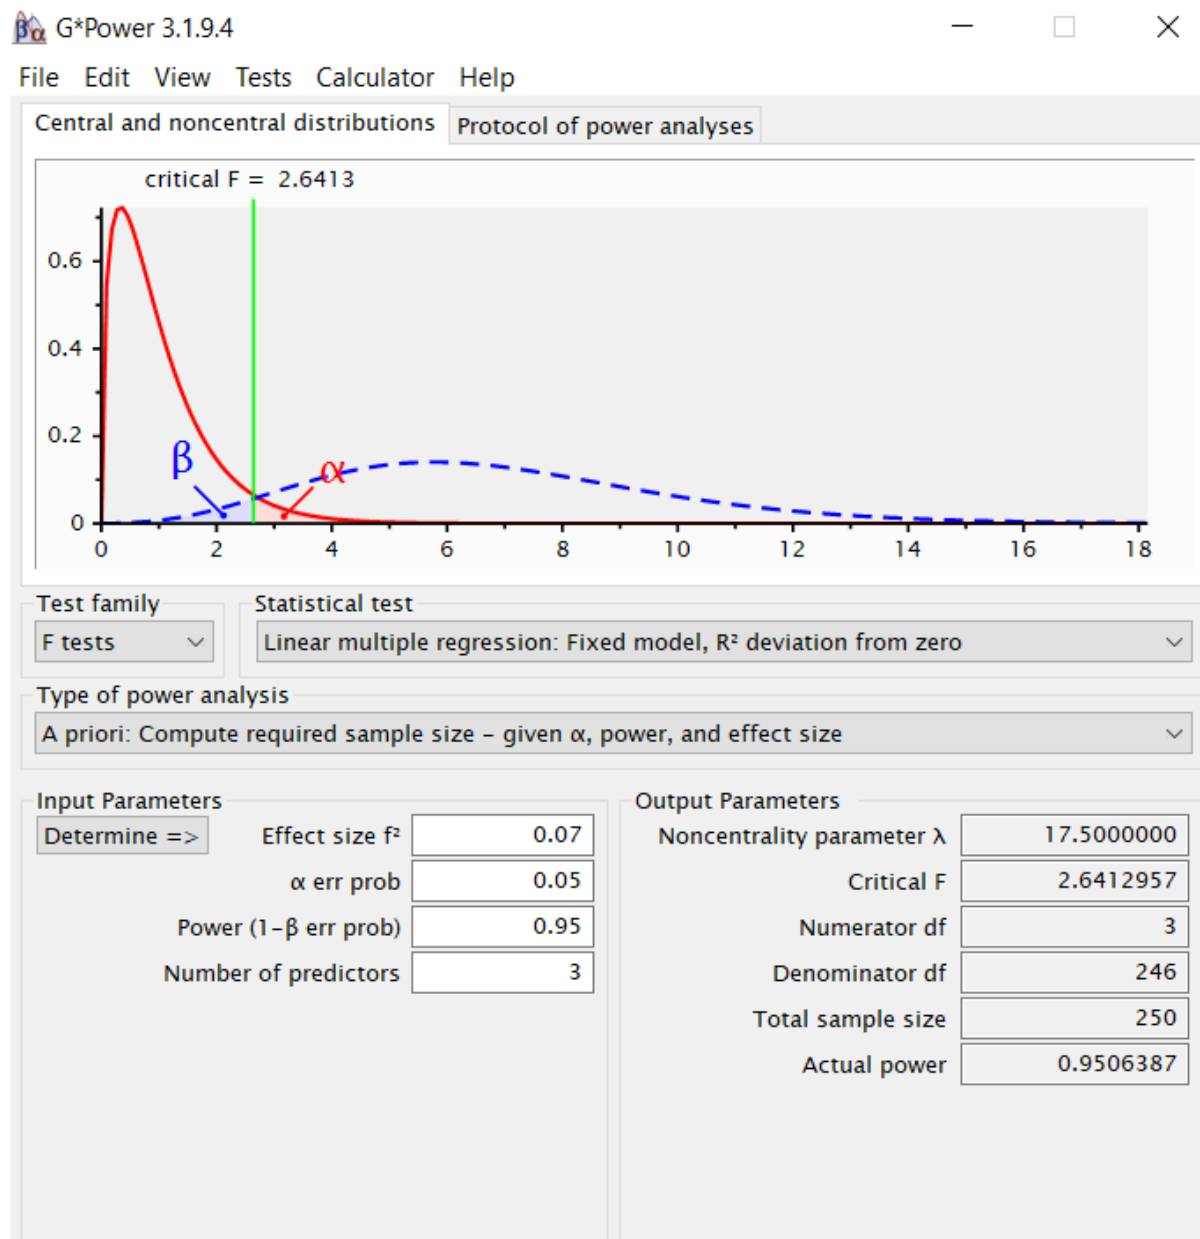 G*Power 3.1.9.4
File Edit View Tests Calculator Help
Central and noncentral distributions Protocol of power analyses
critical F = 2.6413
0.6
0.4
0.2
β α
0
0 2 4 6 8 10 12 14 16 18
Test family Statistical test
F tests Linear multiple regression: Fixed model, R² deviation from zero
Type of power analysis
A priori: Compute required sample size – given α, power, and effect size
Input Parameters Output Parameters
Determine => Effect size f² 0.07 Noncentrality parameter λ 17.5000000
α err prob 0.05 Critical F 2.6412957
Power (1–β err prob) 0.95 Numerator df 3
Number of predictors 3 Denominator df 246
Total sample size 250
Actual power 0.9506387